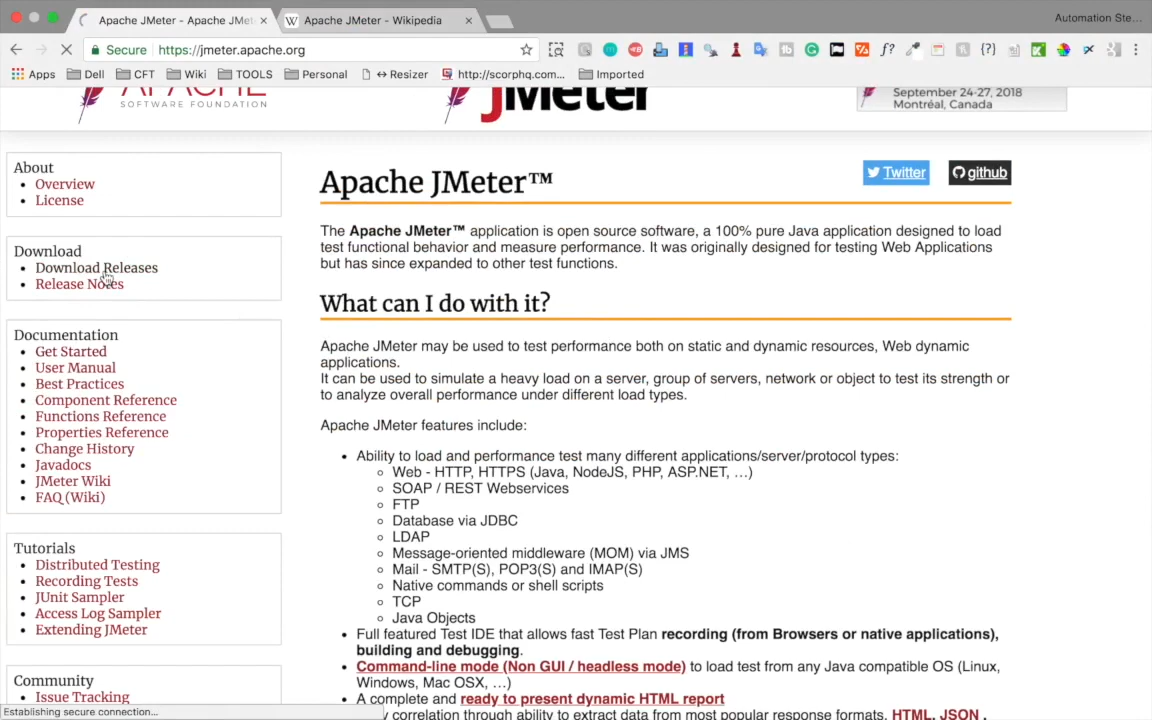 Apache JMeter - Apache JMet
Apache JMeter - Wikipedia
Automation Ste...
Secure
https://jmeter.apache.org
Apps
Dell
CFT
Wiki
TOOLS
Personal
↔ Resizer
http://scorphq.com...
Imported
APACHE
SOFTWARE FOUNDATION
JMeter
September 24-27, 2018
Montréal, Canada
About
• Overview
• License
Download
• Download Releases
• Release Notes
Documentation
• Get Started
• User Manual
• Best Practices
• Component Reference
• Functions Reference
• Properties Reference
• Change History
• Javadocs
• JMeter Wiki
• FAQ (Wiki)
Tutorials
• Distributed Testing
• Recording Tests
• JUnit Sampler
• Access Log Sampler
• Extending JMeter
Community
• Issue Tracking
Establishing secure connection...
Apache JMeter™
Twitter
github
The Apache JMeter™ application is open source software, a 100% pure Java application designed to load
test functional behavior and measure performance. It was originally designed for testing Web Applications
but has since expanded to other test functions.
What can I do with it?
Apache JMeter may be used to test performance both on static and dynamic resources, Web dynamic
applications.
It can be used to simulate a heavy load on a server, group of servers, network or object to test its strength or
to analyze overall performance under different load types.
Apache JMeter features include:
• Ability to load and performance test many different applications/server/protocol types:
◦ Web - HTTP, HTTPS (Java, NodeJS, PHP, ASP.NET, …)
◦ SOAP / REST Webservices
◦ FTP
◦ Database via JDBC
◦ LDAP
◦ Message-oriented middleware (MOM) via JMS
◦ Mail - SMTP(S), POP3(S) and IMAP(S)
◦ Native commands or shell scripts
◦ TCP
◦ Java Objects
• Full featured Test IDE that allows fast Test Plan recording (from Browsers or native applications),
building and debugging.
• Command-line mode (Non GUI / headless mode) to load test from any Java compatible OS (Linux,
Windows, Mac OSX, …)
• A complete and ready to present dynamic HTML report
correlation through ability to extract data from most popular response formats, HTML, JSON ,